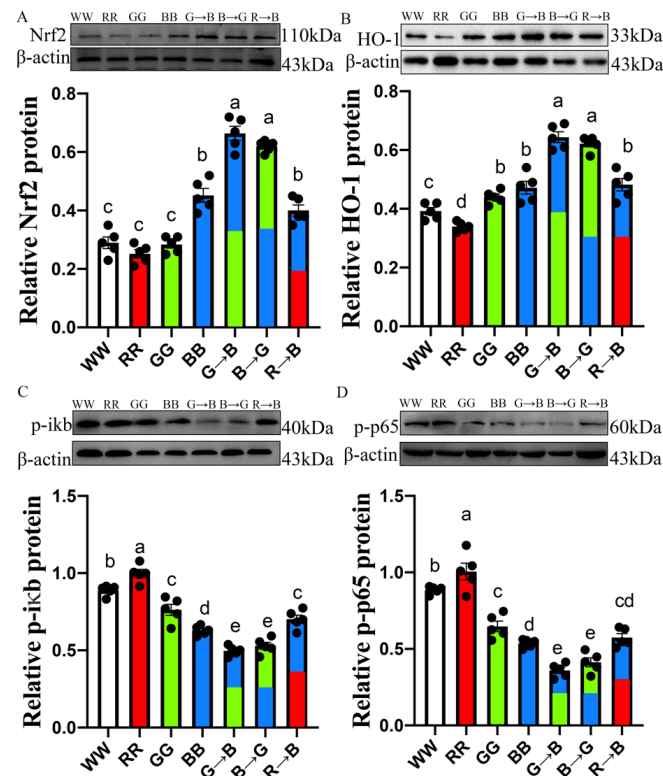 A
WW RR GG BB G→B B→G R→B
Nrf2 110kDa
β-actin 43kDa
Relative Nrf2 protein
0.8
0.6
0.4
0.2
0.0
c c c b a a b
WW RR GG BB G→B B→G R→B
B
WW RR GG BB G→B B→G R→B
HO-1 33kDa
β-actin 43kDa
Relative HO-1 protein
0.8
0.6
0.4
0.2
0.0
c d b b a a b
WW RR GG BB G→B B→G R→B
C
WW RR GG BB G→B B→G R→B
p-ikb 40kDa
β-actin 43kDa
Relative p-iκb protein
1.5
1.0
0.5
0.0
b a c d e e c
WW RR GG BB G→B B→G R→B
D
WW RR GG BB G→B B→G R→B
p-p65 60kDa
β-actin 43kDa
Relative p-p65 protein
1.5
1.0
0.5
0.0
b a c d e e cd
WW RR GG BB G→B B→G R→B